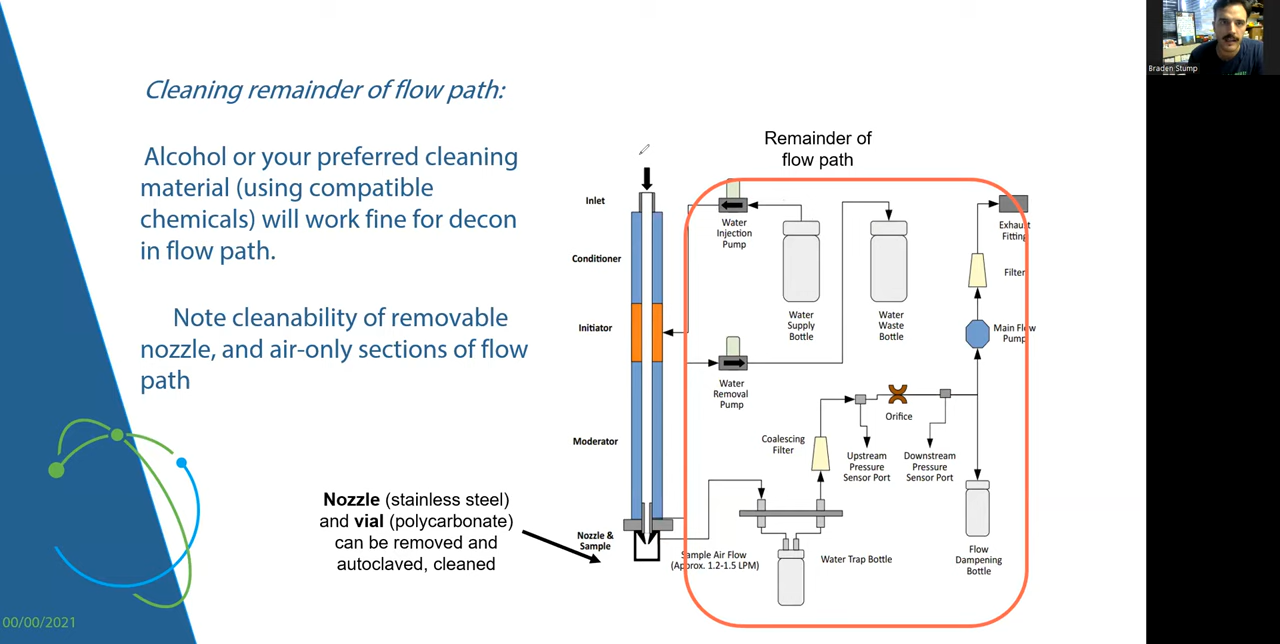 Cleaning remainder of flow path:
Alcohol or your preferred cleaning
material (using compatible
chemicals) will work fine for decon
in flow path.
Note cleanability of removable
nozzle, and air-only sections of flow
path
Nozzle (stainless steel)
and vial (polycarbonate)
can be removed and
autoclaved, cleaned
00/00/2021
Remainder of
flow path
Inlet
Conditioner
Initiator
Moderator
Nozzle &
Sample
Water
Injection
Pump
Water
Supply
Bottle
Water
Waste
Bottle
Exhaust
Fitting
Filter
Main Flow
Pump
Water
Removal
Pump
Orifice
Coalescing
Filter
Upstream
Pressure
Sensor Port
Downstream
Pressure
Sensor Port
Sample Air Flow
(Approx. 1.2-1.5 LPM)
Water Trap Bottle
Flow
Dampening
Bottle
Braden Stump